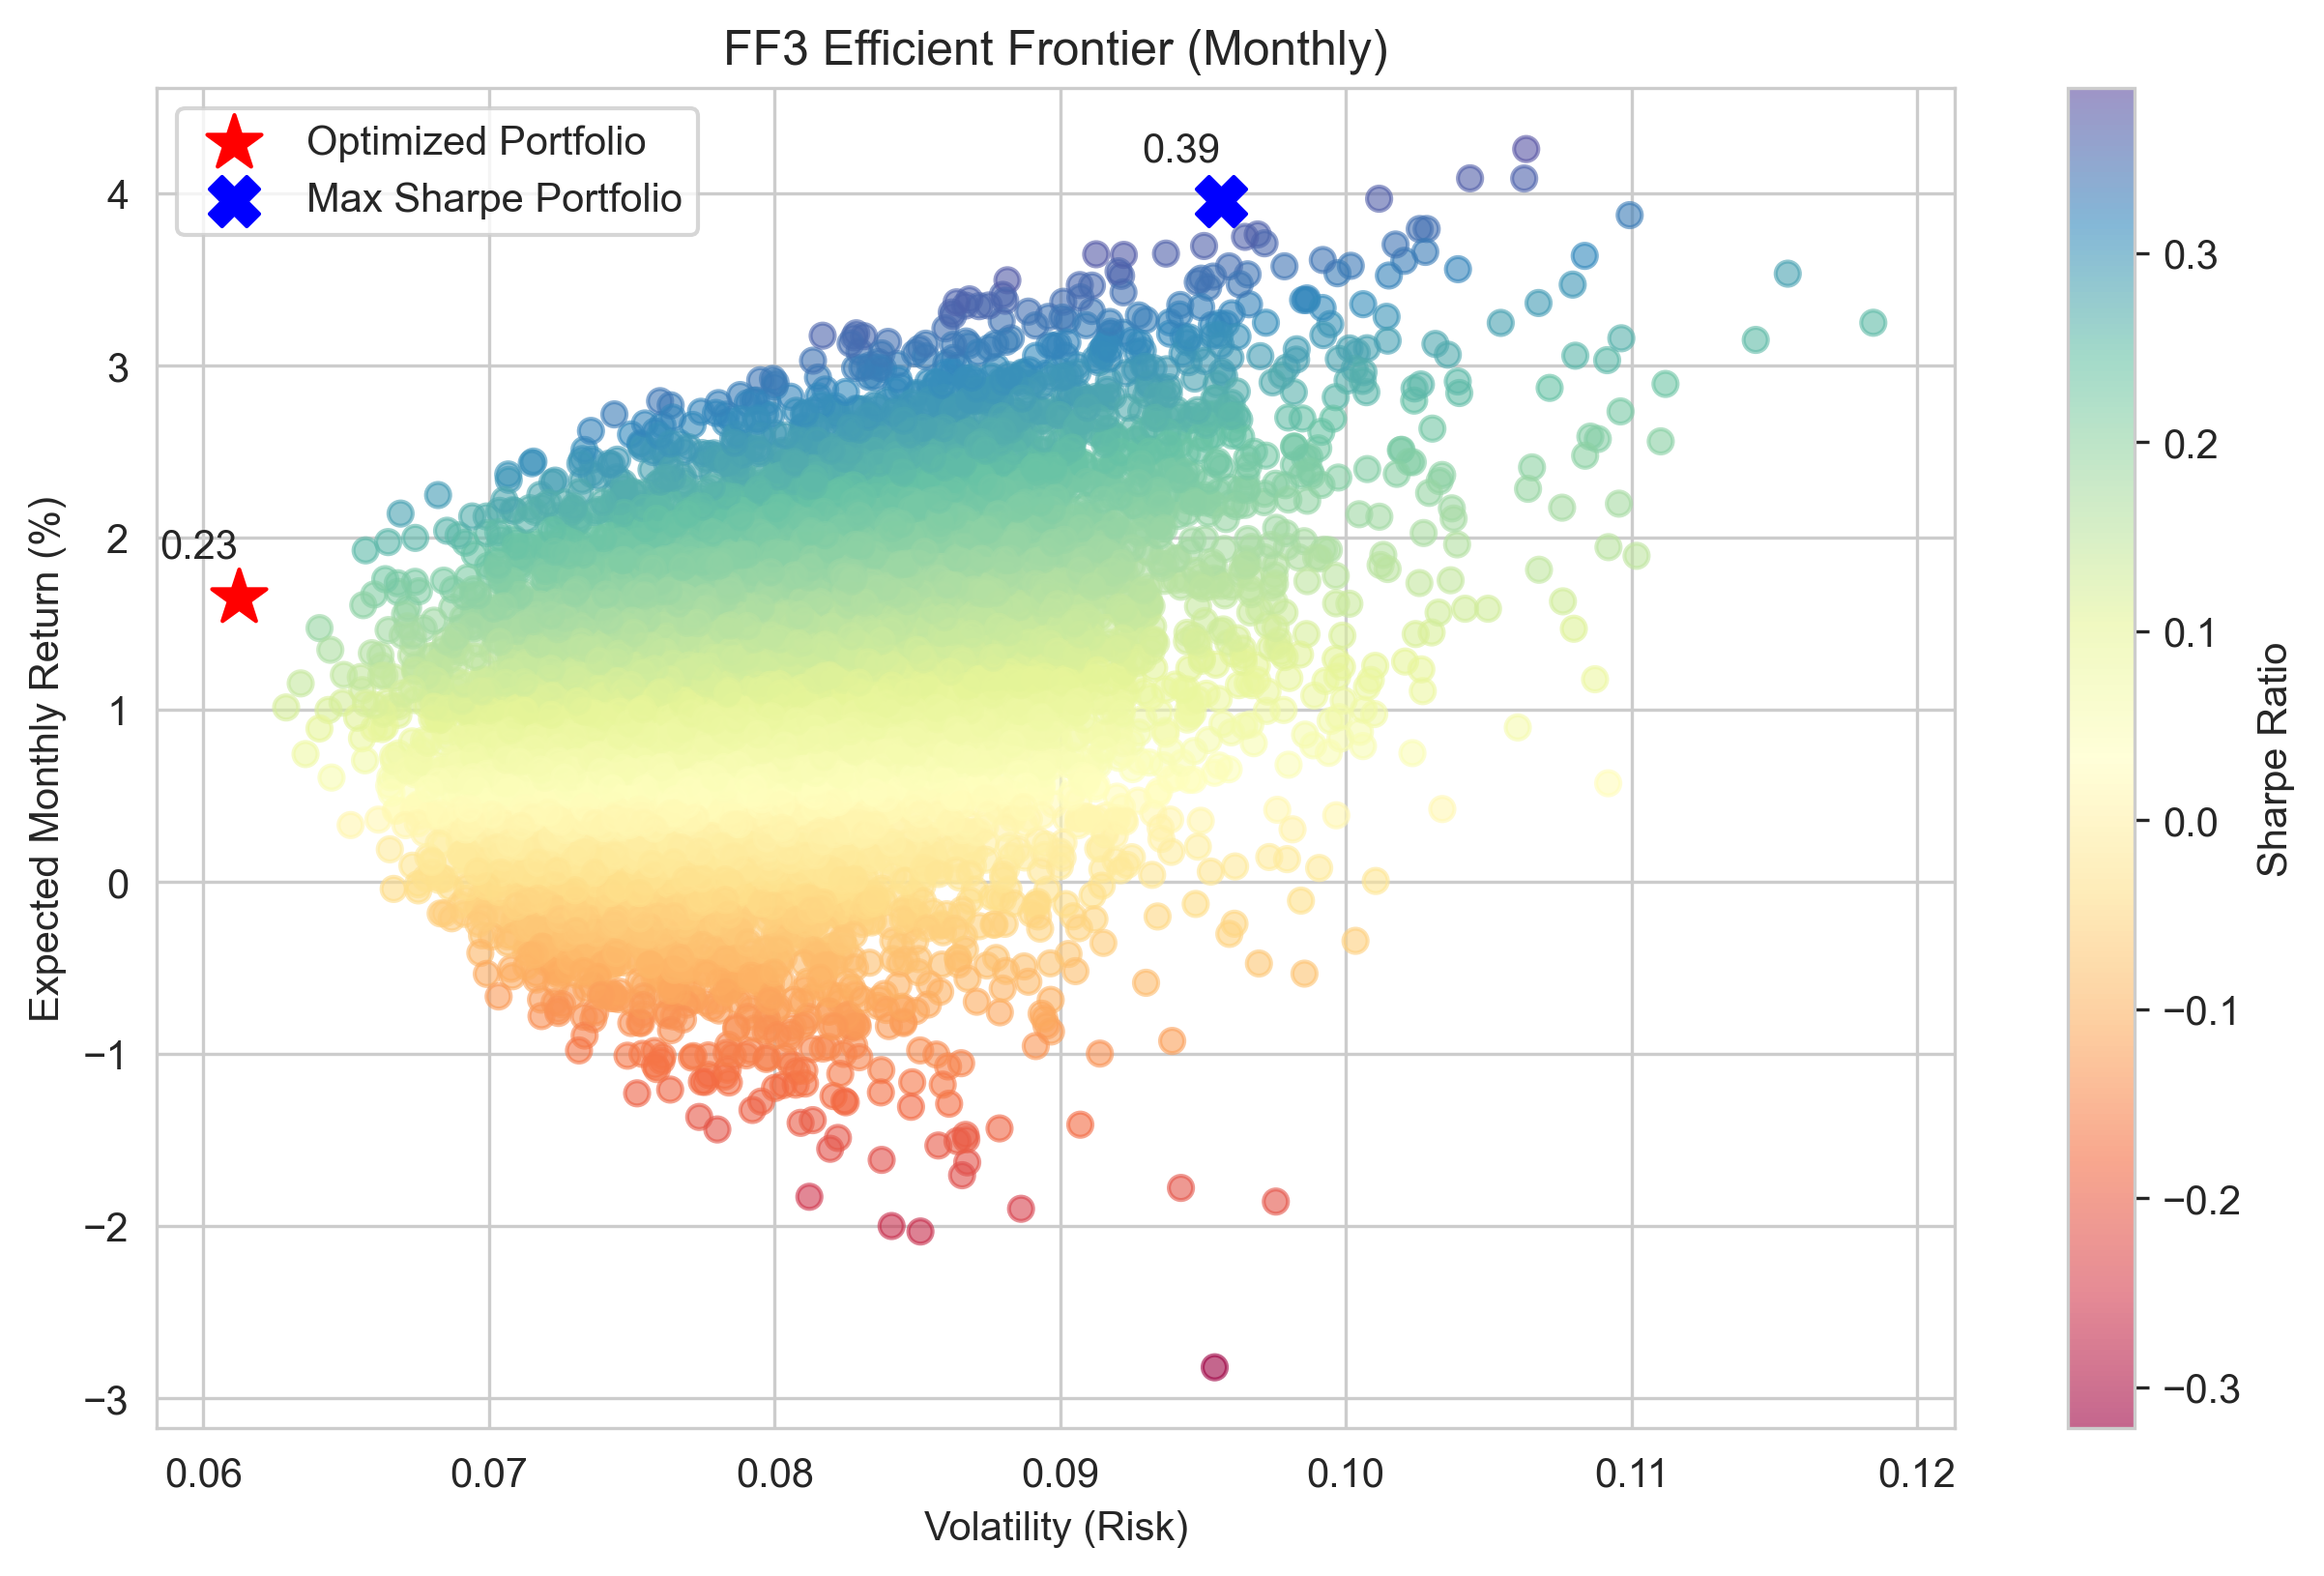 FF3 Efficient Frontier (Monthly)
Optimized Portfolio
Max Sharpe Portfolio
0.39
0.23
Expected Monthly Return (%)
4
3
2
1
0
−1
−2
−3
0.06 0.07 0.08 0.09 0.10 0.11 0.12
Volatility (Risk)
0.3
0.2
0.1
0.0
−0.1
−0.2
−0.3
Sharpe Ratio